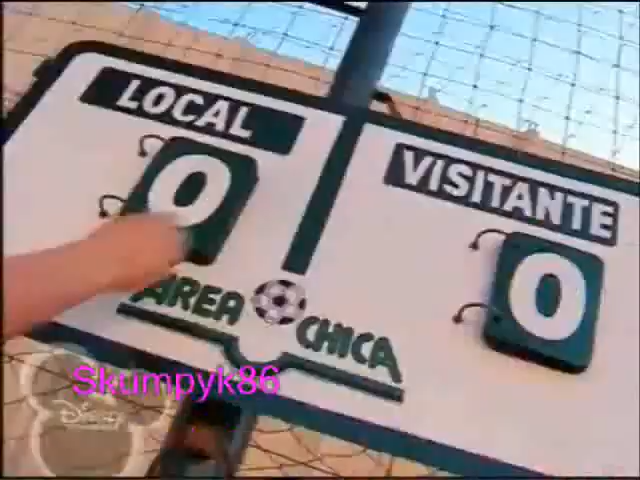 LOCAL VISITANTE
0 0
AREA CHICA
Skumpyk86
Disney